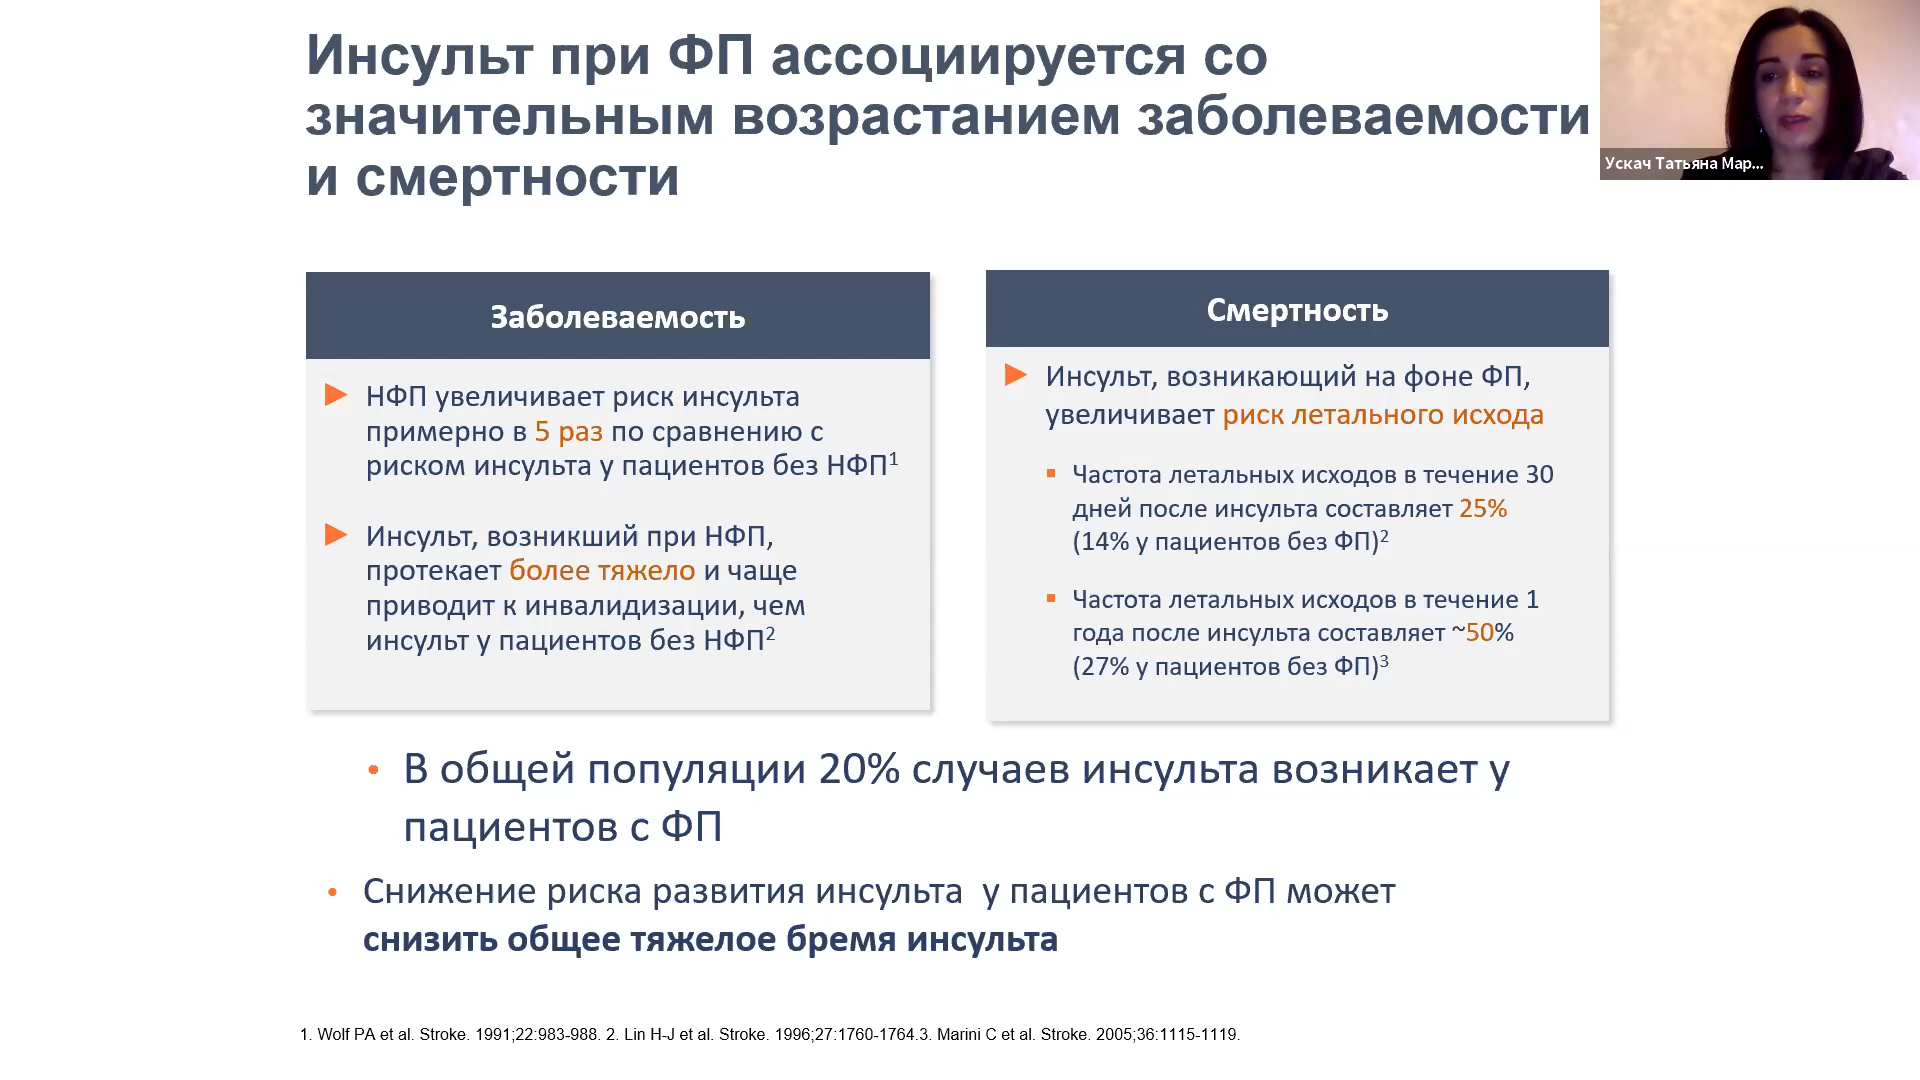 Инсульт при ФП ассоциируется со
значительным возрастанием заболеваемости
и смертности
Ускач Татьяна Мар...
Заболеваемость
НФП увеличивает риск инсульта
примерно в 5 раз по сравнению с
риском инсульта у пациентов без НФП¹
Инсульт, возникший при НФП,
протекает более тяжело и чаще
приводит к инвалидизации, чем
инсульт у пациентов без НФП²
Смертность
Инсульт, возникающий на фоне ФП,
увеличивает риск летального исхода
Частота летальных исходов в течение 30
дней после инсульта составляет 25%
(14% у пациентов без ФП)²
Частота летальных исходов в течение 1
года после инсульта составляет ~50%
(27% у пациентов без ФП)³
• В общей популяции 20% случаев инсульта возникает у
пациентов с ФП
• Снижение риска развития инсульта у пациентов с ФП может
снизить общее тяжелое бремя инсульта
1. Wolf PA et al. Stroke. 1991;22:983-988. 2. Lin H-J et al. Stroke. 1996;27:1760-1764.3. Marini C et al. Stroke. 2005;36:1115-1119.